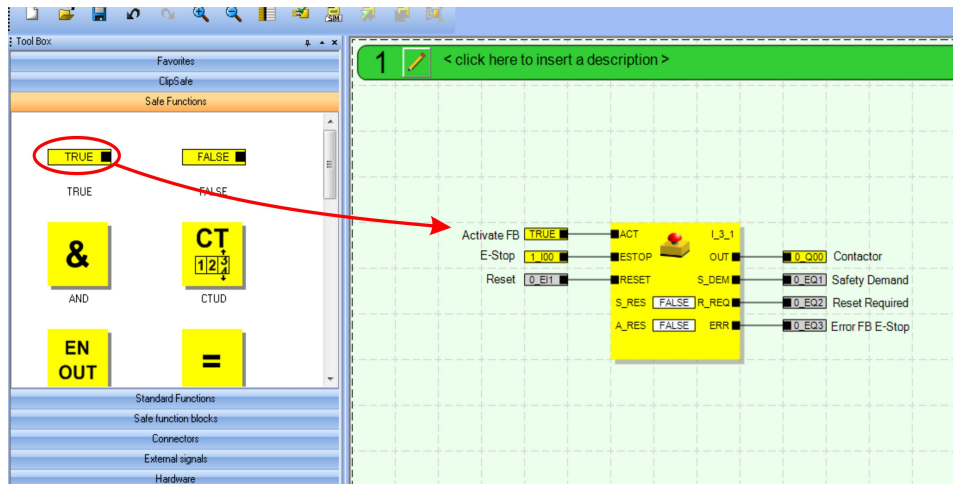 SIM
Tool Box
Favorites
ClipSafe
Safe Functions
TRUE
FALSE
TRUE
FALSE
&
CT
123
AND
CTUD
EN
OUT
=
Standard Functions
Safe function blocks
Connectors
External signals
Hardware
1 < click here to insert a description >
Activate FB TRUE ACT I_3_1
E-Stop 1_I00 ESTOP OUT 0_Q00 Contactor
Reset 0_EI1 RESET S_DEM 0_EQ1 Safety Demand
S_RES FALSE R_REQ 0_EQ2 Reset Required
A_RES FALSE ERR 0_EQ3 Error FB E-Stop